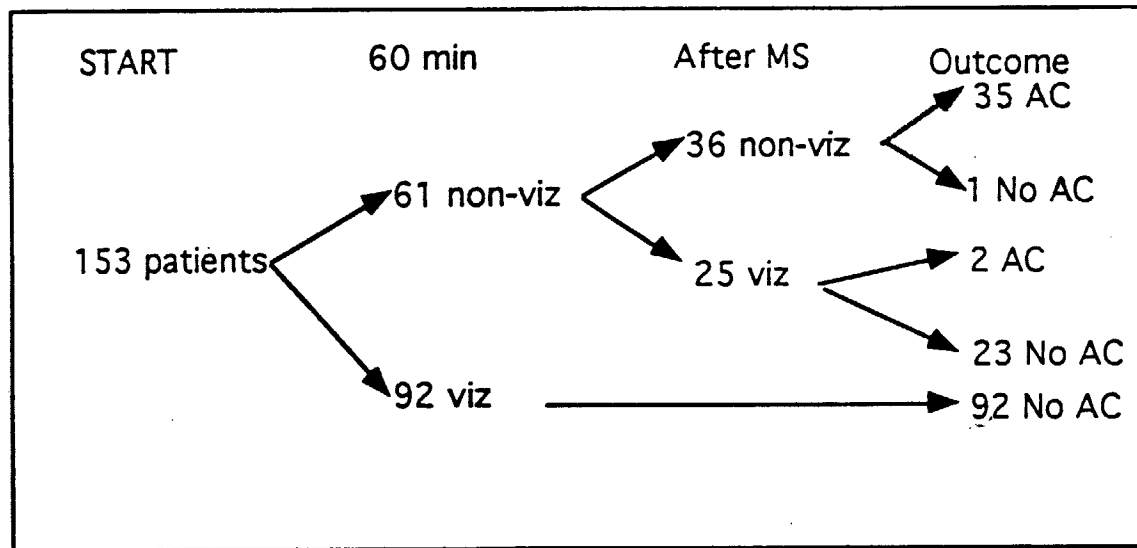 START 60 min After MS Outcome
35 AC
36 non-viz
1 No AC
61 non-viz
153 patients
2 AC
25 viz
23 No AC
92 viz
92 No AC